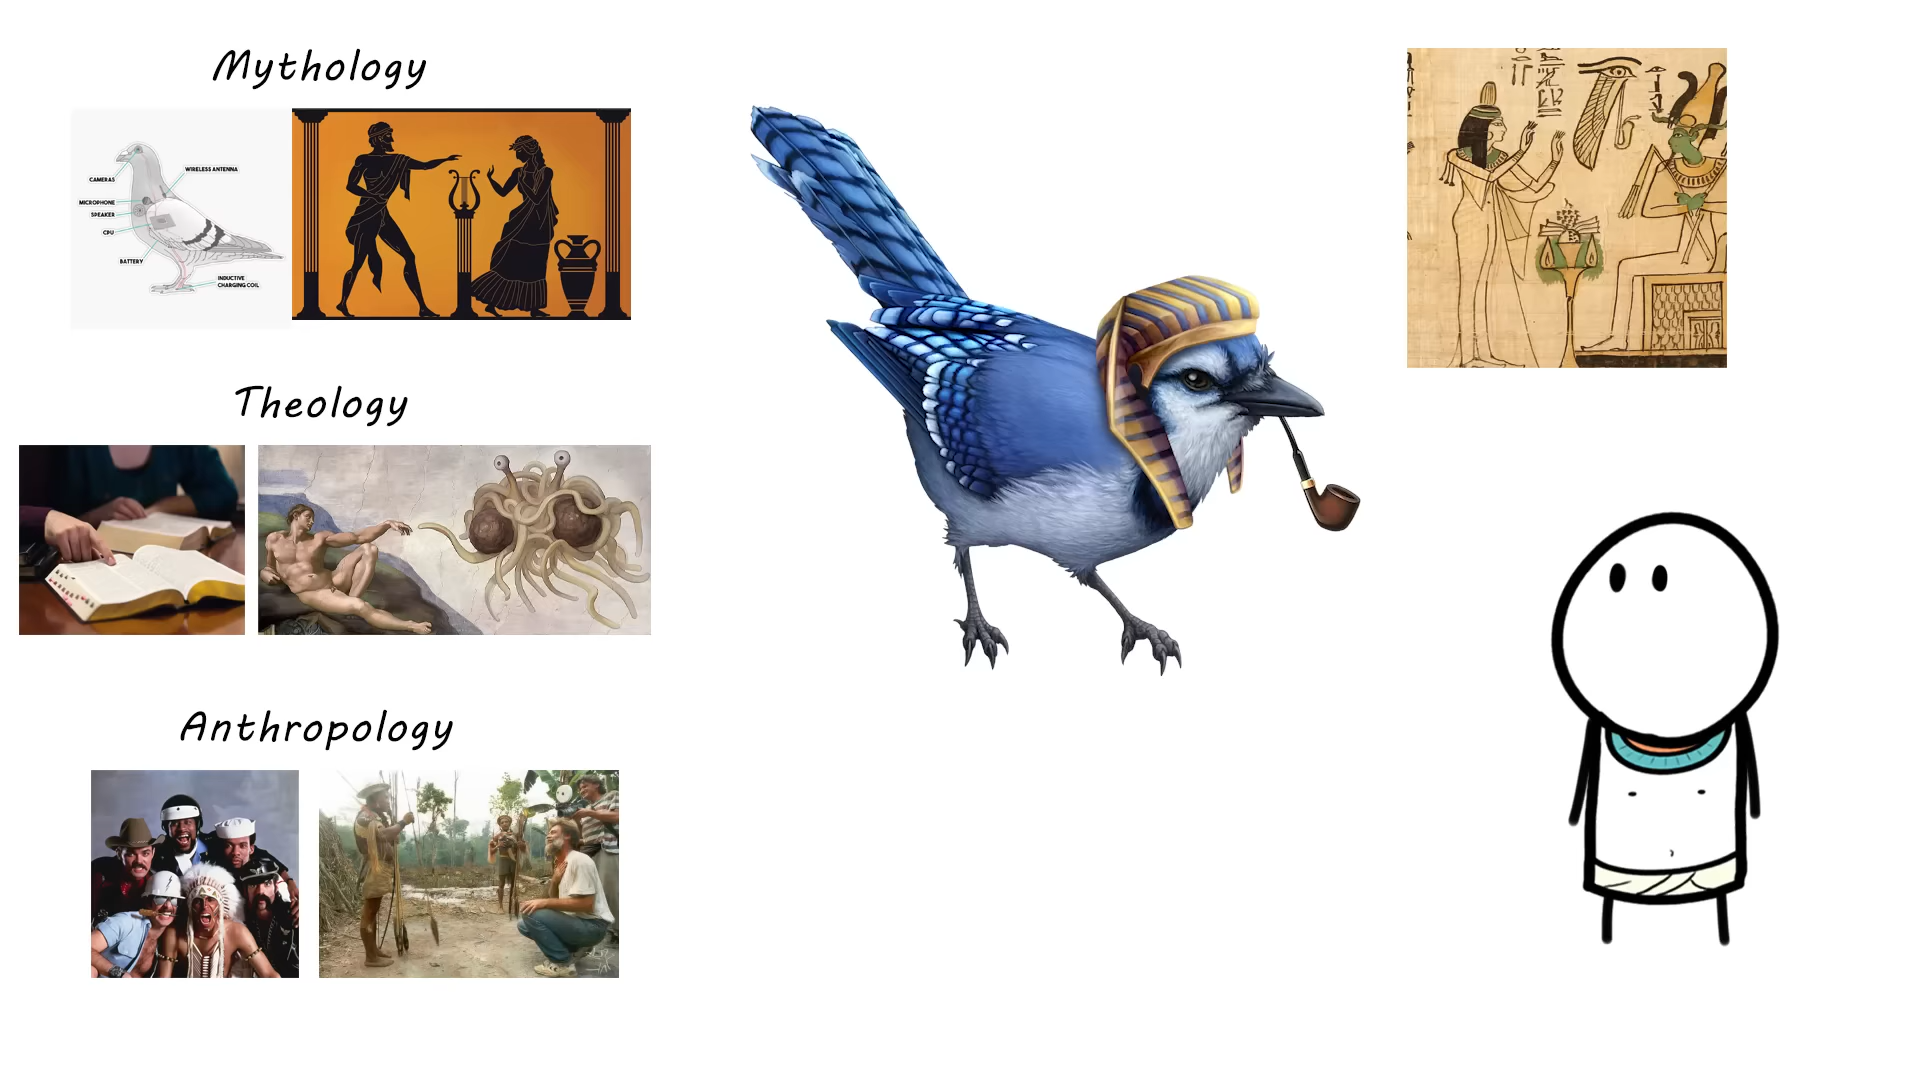 Mythology
CAMERAS
WIRELESS ANTENNA
MICROPHONE
SPEAKER
CPU
BATTERY
INDUCTIVE
CHARGING COIL
Theology
Anthropology